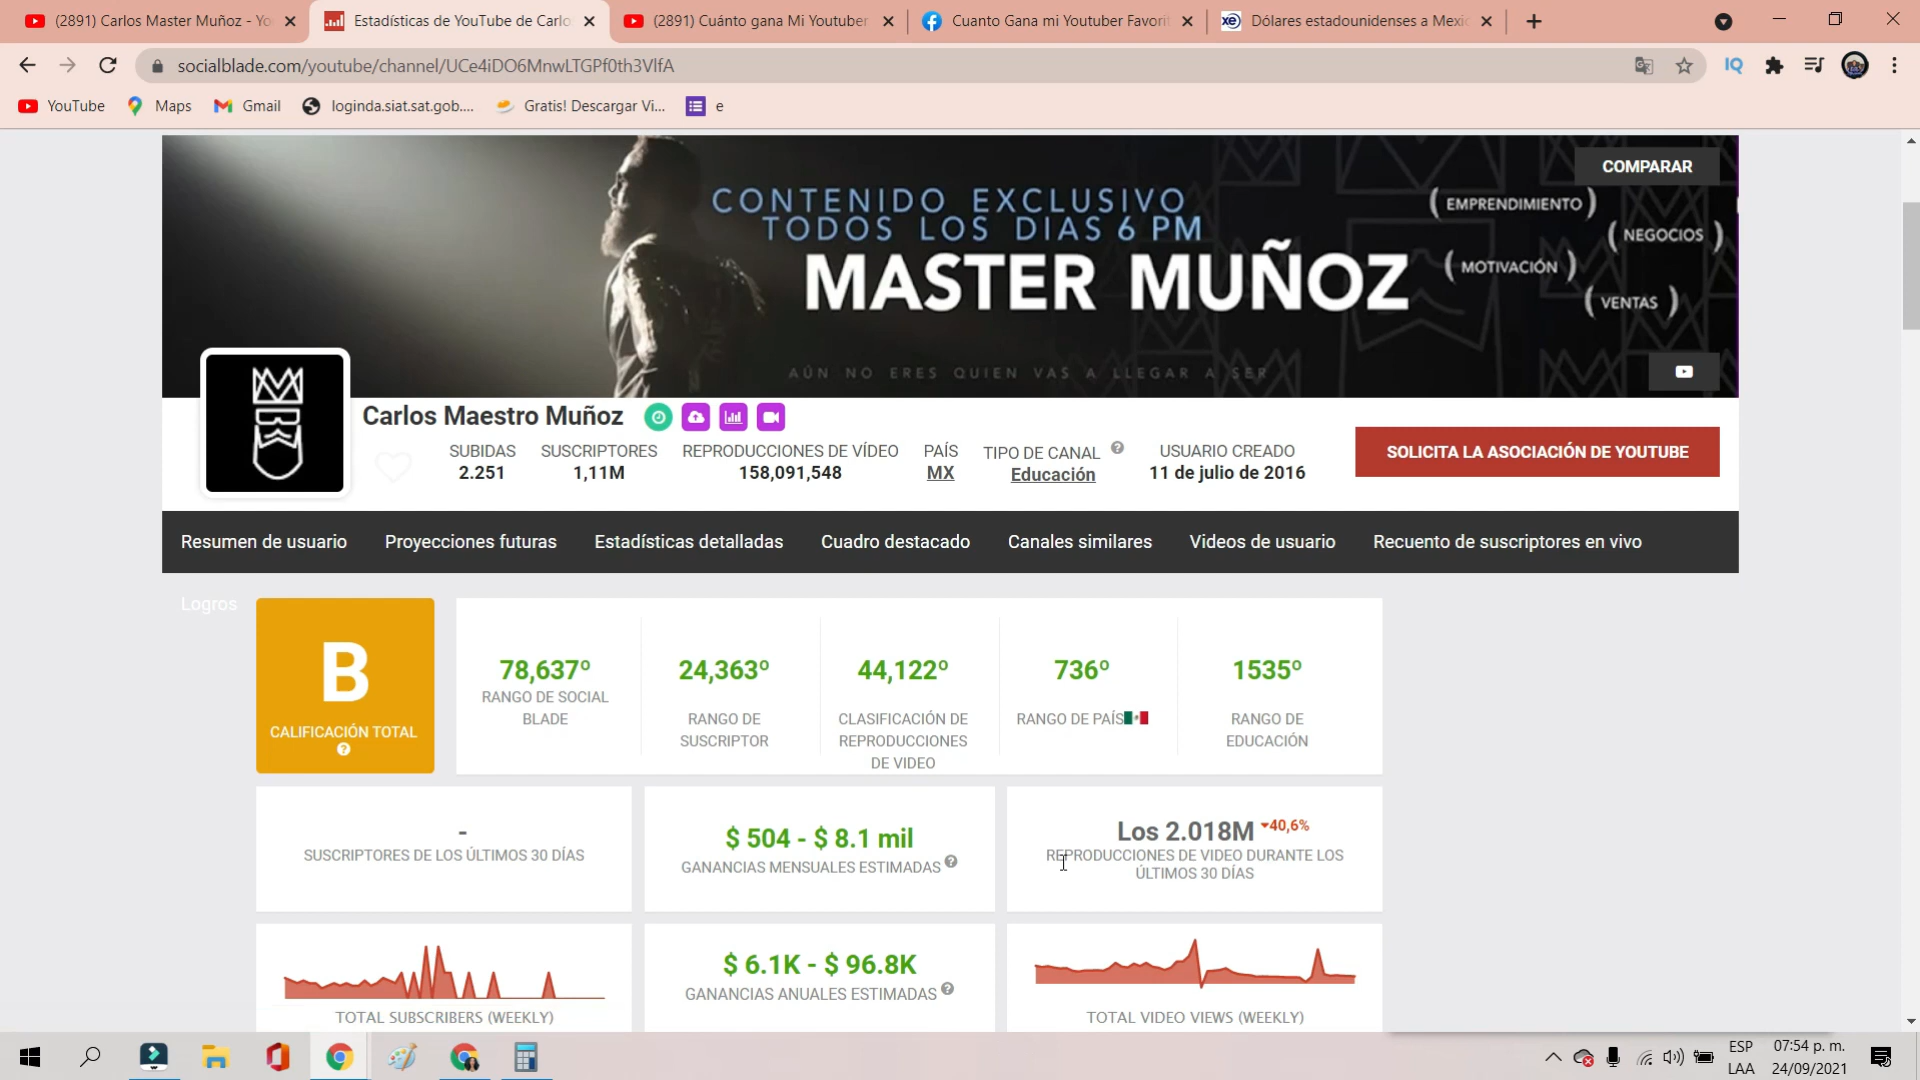 (2891) Carlos Master Muñoz - Yo
Estadísticas de YouTube de Carlo
(2891) Cuánto gana Mi Youtuber
Cuanto Gana mi Youtuber Favorit
xe
Dólares estadounidenses a Mexic
socialblade.com/youtube/channel/UCe4iDO6MnwLTGPf0th3VlfA
IQ
YouTube
Maps
Gmail
loginda.siat.sat.gob....
Gratis! Descargar Vi...
e
COMPARAR
CONTENIDO EXCLUSIVO
TODOS LOS DIAS 6 PM
MASTER MUÑOZ
( EMPRENDIMIENTO )
( NEGOCIOS )
( MOTIVACIÓN )
( VENTAS )
AÚN NO ERES QUIEN VAS A LLEGAR A SER
Carlos Maestro Muñoz
SUBIDAS
2.251
SUSCRIPTORES
1,11M
REPRODUCCIONES DE VÍDEO
158,091,548
PAÍS
MX
TIPO DE CANAL ?
Educación
USUARIO CREADO
11 de julio de 2016
SOLICITA LA ASOCIACIÓN DE YOUTUBE
Resumen de usuario
Proyecciones futuras
Estadísticas detalladas
Cuadro destacado
Canales similares
Videos de usuario
Recuento de suscriptores en vivo
Logros
B
CALIFICACIÓN TOTAL
?
78,637º
RANGO DE SOCIAL
BLADE
24,363º
RANGO DE
SUSCRIPTOR
44,122º
CLASIFICACIÓN DE
REPRODUCCIONES
DE VIDEO
736º
RANGO DE PAÍS
1535º
RANGO DE
EDUCACIÓN
-
SUSCRIPTORES DE LOS ÚLTIMOS 30 DÍAS
$ 504 - $ 8.1 mil
GANANCIAS MENSUALES ESTIMADAS ?
Los 2.018M 40,6%
REPRODUCCIONES DE VIDEO DURANTE LOS
ÚLTIMOS 30 DÍAS
TOTAL SUBSCRIBERS (WEEKLY)
$ 6.1K - $ 96.8K
GANANCIAS ANUALES ESTIMADAS ?
TOTAL VIDEO VIEWS (WEEKLY)
ESP
LAA
07:54 p. m.
24/09/2021